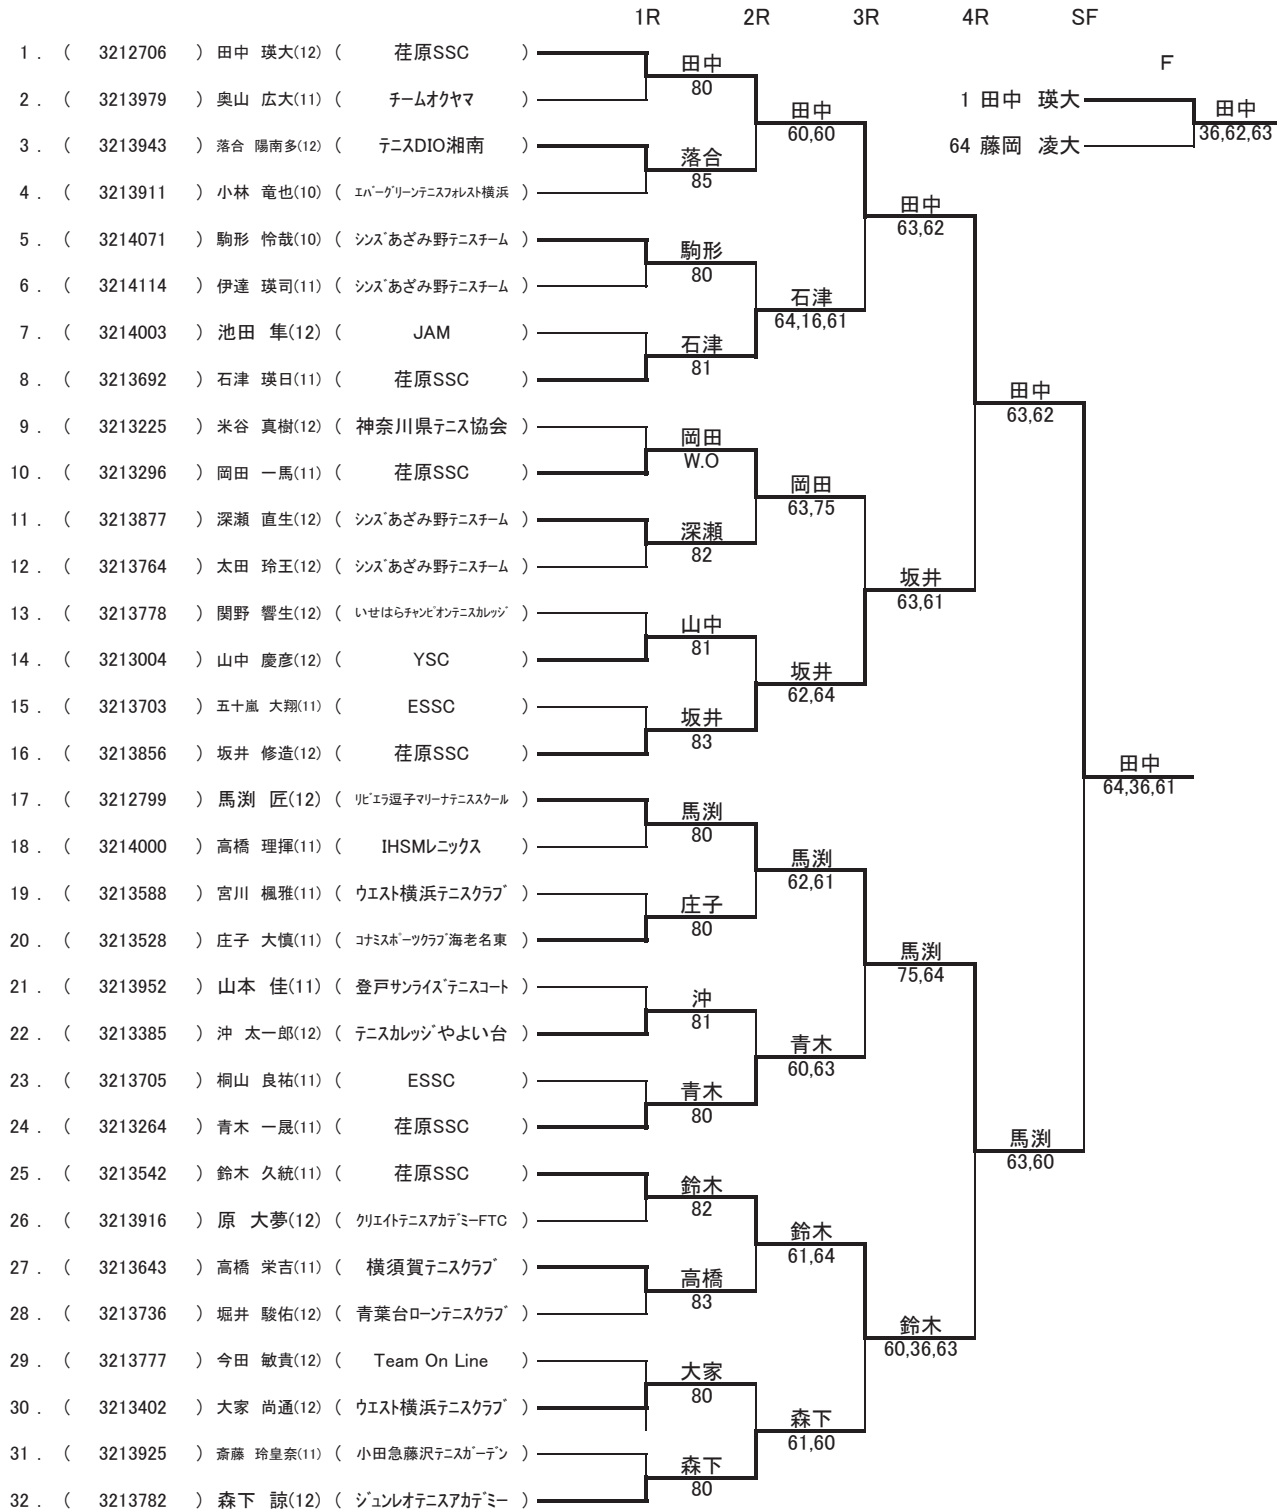 1R 2R 3R 4R SF
F
1 . ( 3212706 ) 田中 瑛大(12) ( 荏原SSC )
田中
80
2 . ( 3213979 ) 奥山 広大(11) ( チームオクヤマ )
1 田中 瑛大
田中
60,60
田中
36,62,63
3 . ( 3213943 ) 落合 陽南多(12) ( テニスDIO湘南 )
64 藤岡 凌大
落合
85
4 . ( 3213911 ) 小林 竜也(10) ( エバーグリーンテニスフォレスト横浜 )
田中
63,62
5 . ( 3214071 ) 駒形 怜哉(10) ( シンズあざみ野テニスチーム )
駒形
80
6 . ( 3214114 ) 伊達 瑛司(11) ( シンズあざみ野テニスチーム )
石津
64,16,61
7 . ( 3214003 ) 池田 隼(12) ( JAM )
石津
81
8 . ( 3213692 ) 石津 瑛日(11) ( 荏原SSC )
田中
63,62
9 . ( 3213225 ) 米谷 真樹(12) ( 神奈川県テニス協会 )
岡田
W.O
10 . ( 3213296 ) 岡田 一馬(11) ( 荏原SSC )
岡田
63,75
11 . ( 3213877 ) 深瀬 直生(12) ( シンズあざみ野テニスチーム )
深瀬
82
12 . ( 3213764 ) 太田 玲王(12) ( シンズあざみ野テニスチーム )
坂井
63,61
13 . ( 3213778 ) 関野 響生(12) ( いせはらチャンピオンテニスカレッジ )
山中
81
14 . ( 3213004 ) 山中 慶彦(12) ( YSC )
坂井
62,64
15 . ( 3213703 ) 五十嵐 大翔(11) ( ESSC )
坂井
83
16 . ( 3213856 ) 坂井 修造(12) ( 荏原SSC )
田中
64,36,61
17 . ( 3212799 ) 馬渕 匠(12) ( リビエラ逗子マリーナテニススクール )
馬渕
80
18 . ( 3214000 ) 高橋 理揮(11) ( IHSMレニックス )
馬渕
62,61
19 . ( 3213588 ) 宮川 楓雅(11) ( ウエスト横浜テニスクラブ )
庄子
80
20 . ( 3213528 ) 庄子 大慎(11) ( コナミスポーツクラブ海老名東 )
馬渕
75,64
21 . ( 3213952 ) 山本 佳(11) ( 登戸サンライズテニスコート )
沖
81
22 . ( 3213385 ) 沖 太一郎(12) ( テニスカレッジやよい台 )
青木
60,63
23 . ( 3213705 ) 桐山 良祐(11) ( ESSC )
青木
80
24 . ( 3213264 ) 青木 一晟(11) ( 荏原SSC )
馬渕
63,60
25 . ( 3213542 ) 鈴木 久統(11) ( 荏原SSC )
鈴木
82
26 . ( 3213916 ) 原 大夢(12) ( クリエイトテニスアカデミーFTC )
鈴木
61,64
27 . ( 3213643 ) 高橋 栄吉(11) ( 横須賀テニスクラブ )
高橋
83
28 . ( 3213736 ) 堀井 駿佑(12) ( 青葉台ローンテニスクラブ )
鈴木
60,36,63
29 . ( 3213777 ) 今田 敏貴(12) ( Team On Line )
大家
80
30 . ( 3213402 ) 大家 尚通(12) ( ウエスト横浜テニスクラブ )
森下
61,60
31 . ( 3213925 ) 斎藤 玲皇奈(11) ( 小田急藤沢テニスガーデン )
森下
80
32 . ( 3213782 ) 森下 諒(12) ( ジュンレオテニスアカデミー )